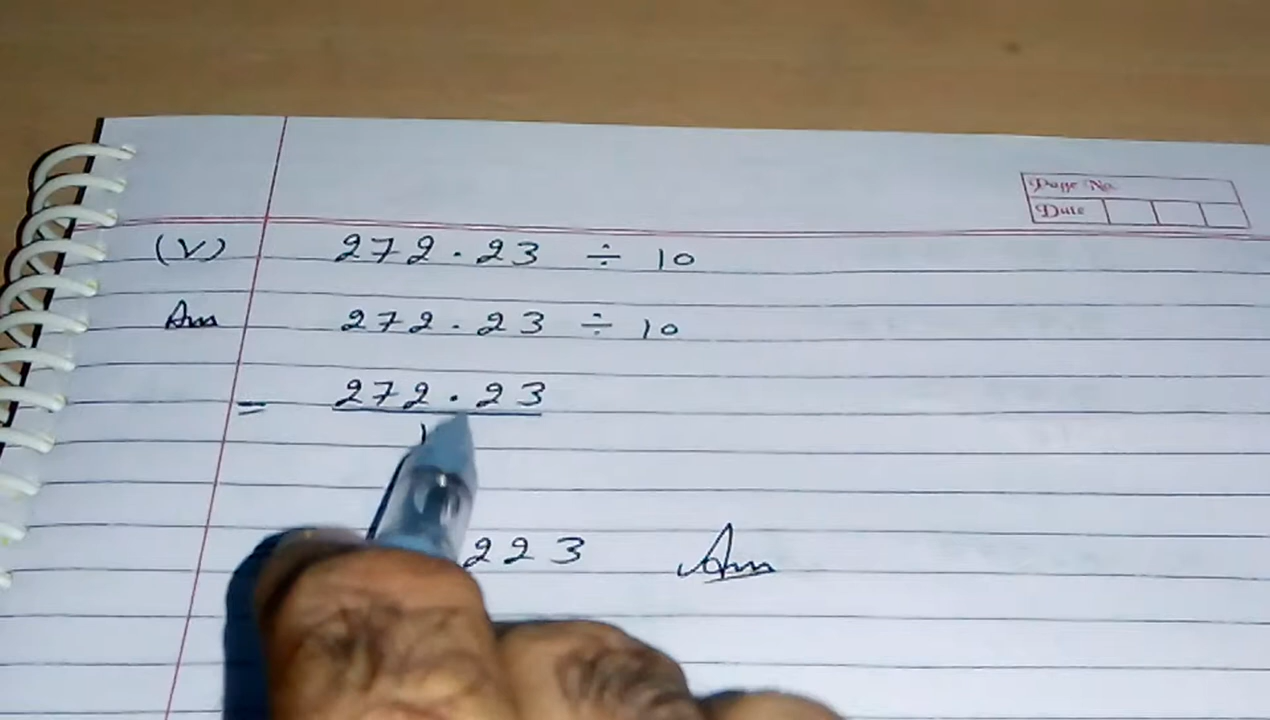 Page No.
Date
(V) 272.23 ÷ 10
Ans 272.23 ÷ 10
= 272.23
223 Ans